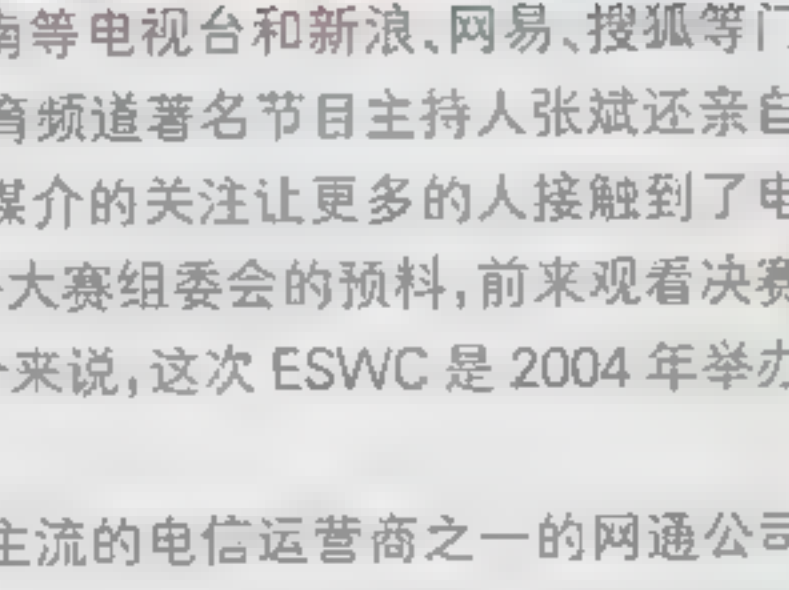 南等电视台和新浪、网易、搜狐等门
育频道著名节目主持人张斌还亲自
媒介的关注让更多的人接触到了电
大赛组委会的预料,前来观看决赛
来说,这次 ESWC 是 2004 年举办
主流的电信运营商之一的网通公司